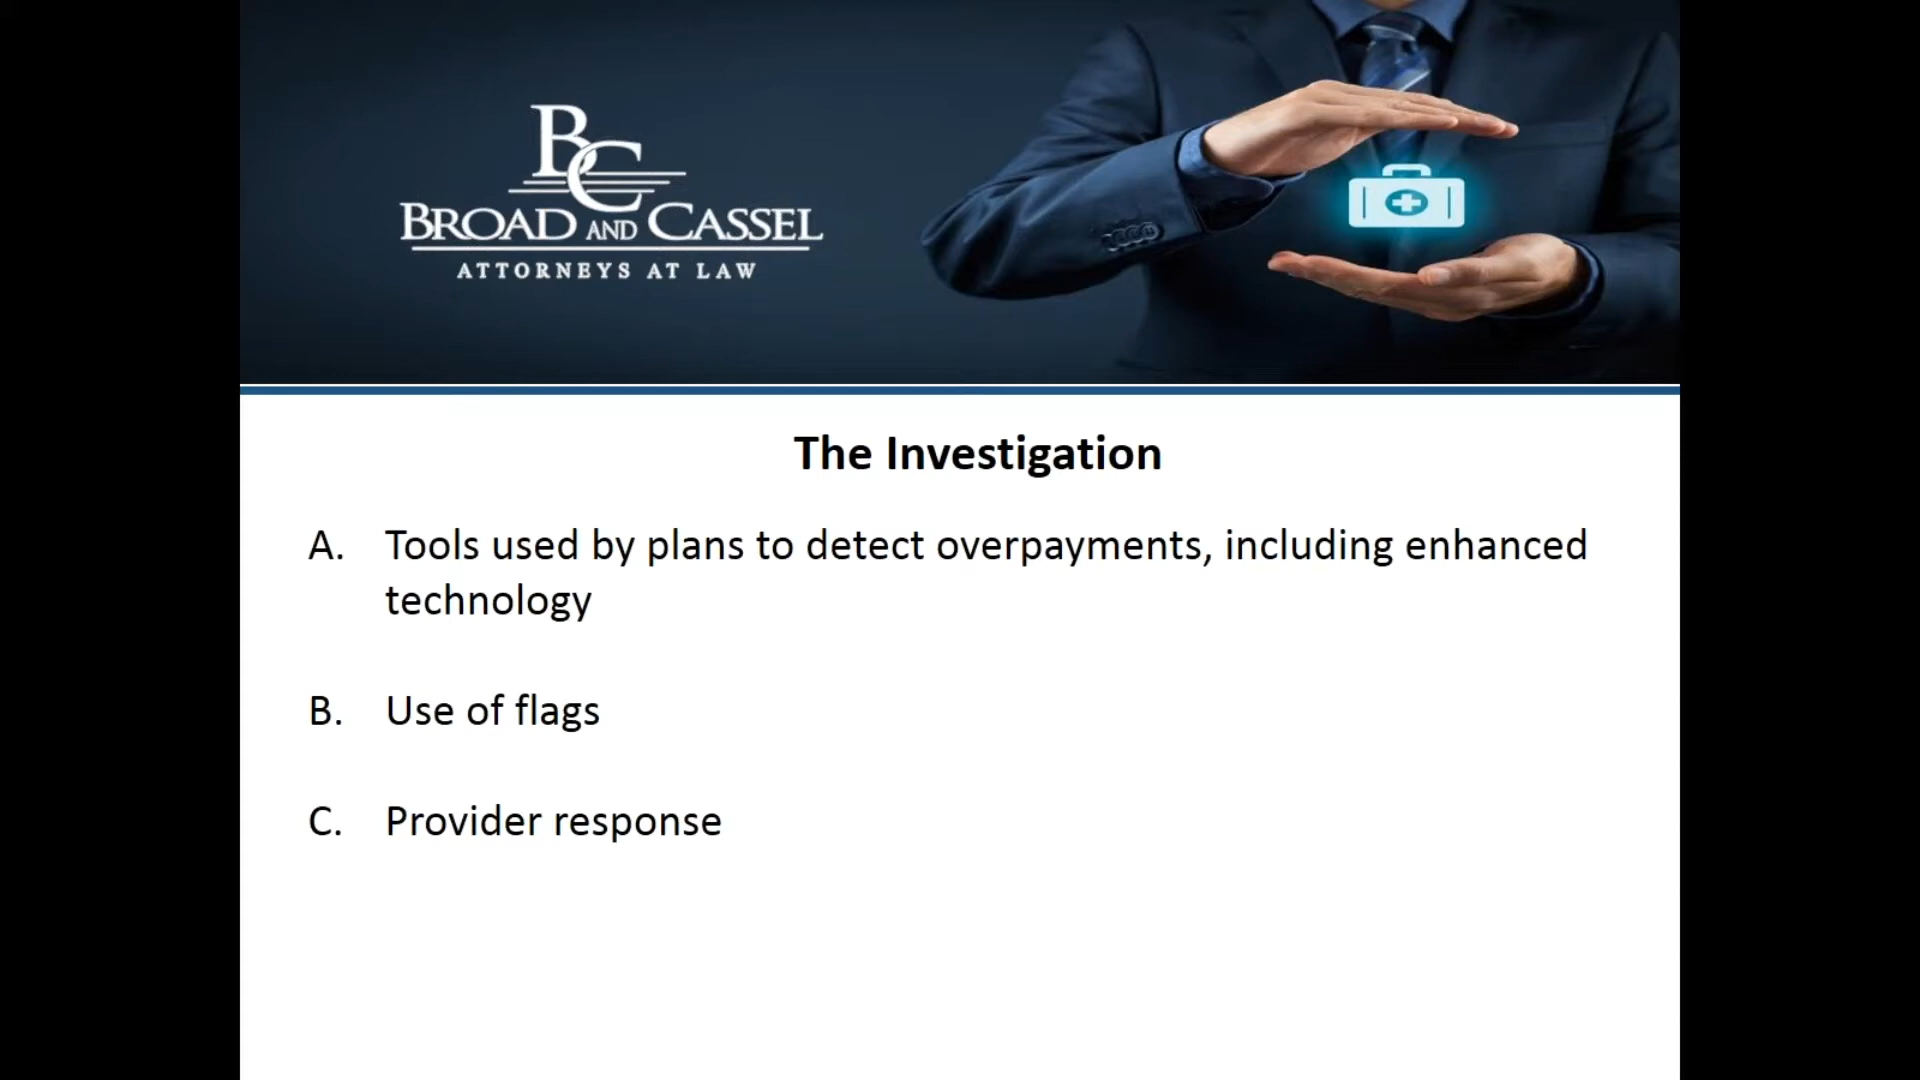 BC
BROAD AND CASSEL
ATTORNEYS AT LAW
The Investigation
A. Tools used by plans to detect overpayments, including enhanced
technology
B. Use of flags
C. Provider response